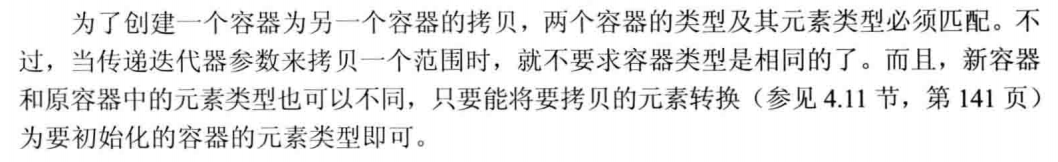 为了创建一个容器为另一个容器的拷贝，两个容器的类型及其元素类型必须匹配。不
过，当传递迭代器参数来拷贝一个范围时，就不要求容器类型是相同的了。而且，新容器
和原容器中的元素类型也可以不同，只要能将要拷贝的元素转换（参见 4.11 节，第 141 页）
为要初始化的容器的元素类型即可。